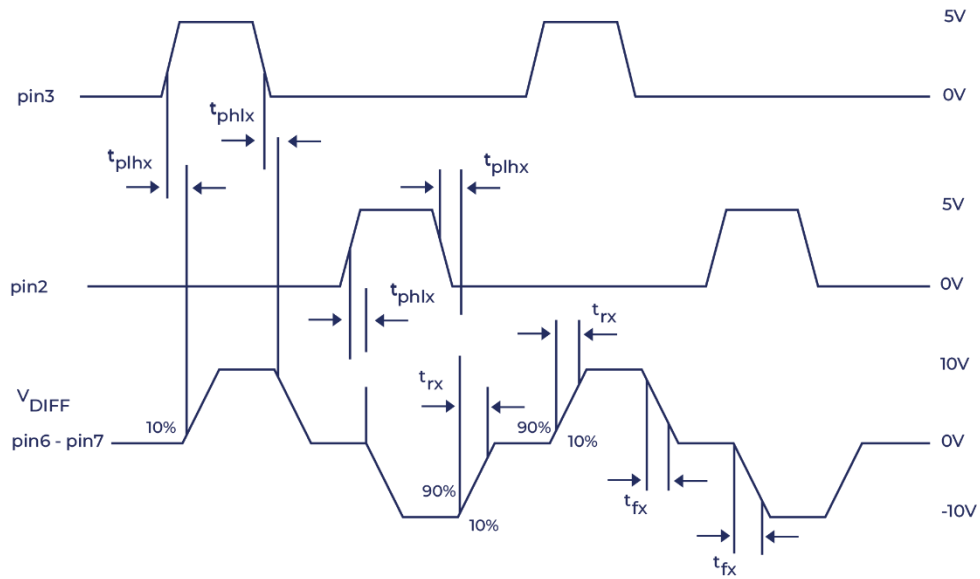 5V
pin3
0V
tphlx
tplhx
tplhx
5V
pin2
0V
tphlx
trx
10V
VDIFF
trx
10%
90%
10%
pin6 - pin7
0V
90%
10%
tfx
-10V
tfx